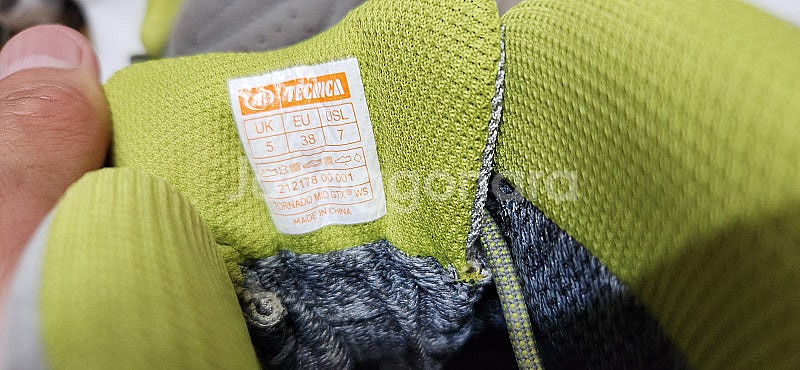 TECNICA
UK EU USL
5 38 7
212178 00 001
TORNADO MID GTX® WS
MADE IN CHINA